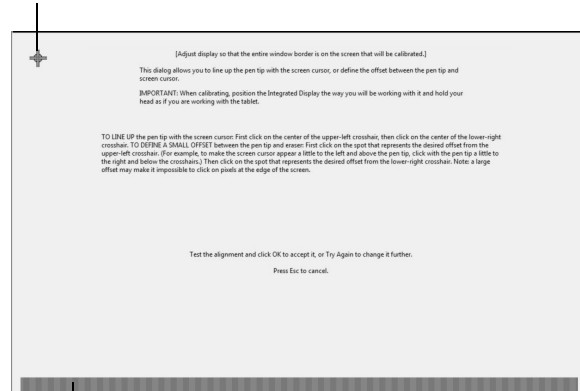 [Adjust display so that the entire window border is on the screen that will be calibrated.]
This dialog allows you to line up the pen tip with the screen cursor, or define the offset between the pen tip and
screen cursor.
IMPORTANT: When calibrating, position the Integrated Display the way you will be working with it and hold your
head as if you are working with the tablet.
TO LINE UP the pen tip with the screen cursor: First click on the center of the upper-left crosshair, then click on the center of the lower-right
crosshair. TO DEFINE A SMALL OFFSET between the pen tip and eraser: First click on the spot that represents the desired offset from the
upper-left crosshair. (For example, to make the screen cursor appear a little to the left and above the pen tip, click with the pen tip a little to
the right and below the crosshairs.) Then click on the spot that represents the desired offset from the lower-right crosshair. Note: a large
offset may make it impossible to click on pixels at the edge of the screen.
Test the alignment and click OK to accept it, or Try Again to change it further.
Press Esc to cancel.